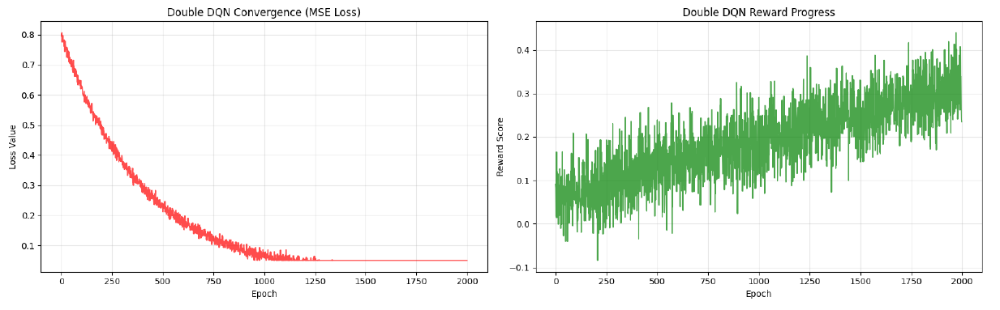 Double DQN Convergence (MSE Loss)
Loss Value
0.8
0.7
0.6
0.5
0.4
0.3
0.2
0.1
0 250 500 750 1000 1250 1500 1750 2000
Epoch
Double DQN Reward Progress
Reward Score
0.4
0.3
0.2
0.1
0.0
−0.1
0 250 500 750 1000 1250 1500 1750 2000
Epoch